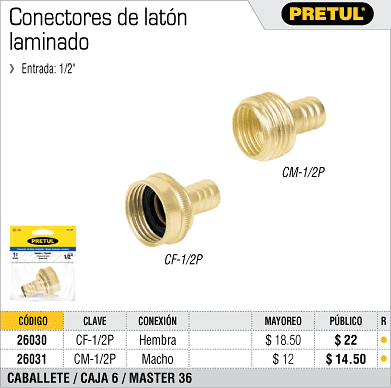 Conectores de latón
laminado
PRETUL®
❯ Entrada: 1/2"
CM-1/2P
CF-1/2P
PRETUL
CÓDIGO CLAVE CONEXIÓN MAYOREO PÚBLICO R
26030 CF-1/2P Hembra $ 18.50 $ 22 •
26031 CM-1/2P Macho $ 12 $ 14.50 •
CABALLETE / CAJA 6 / MASTER 36